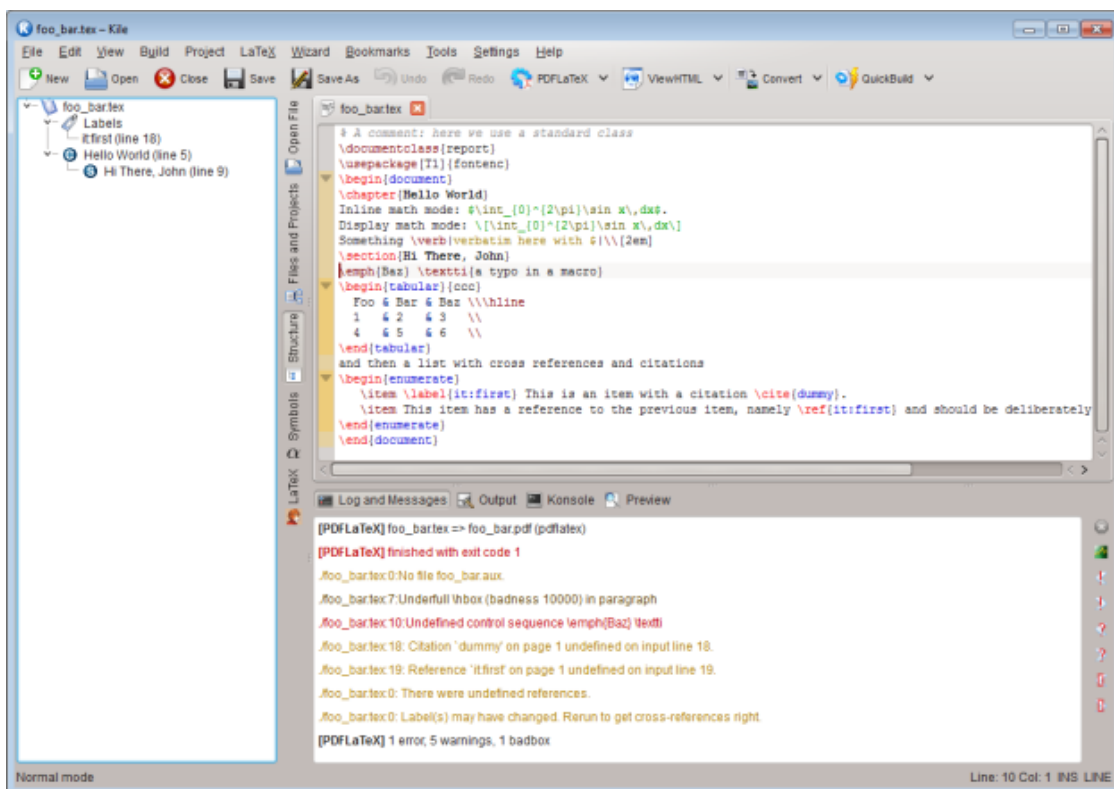 foo_bar.tex – Kile
File Edit View Build Project LaTeX Wizard Bookmarks Tools Settings Help
New Open Close Save Save As Undo Redo PDFLaTeX ViewHTML Convert QuickBuild
foo_bar.tex
Labels
it:first (line 18)
Hello World (line 5)
Hi There, John (line 9)
Open File
Files and Projects
Structure
Symbols
LaTeX
foo_bar.tex
% A comment: here we use a standard class
\documentclass{report}
\usepackage[T1]{fontenc}
\begin{document}
\chapter{Hello World}
Inline math mode: $\int_{0}^{2\pi}\sin x\,dx$.
Display math mode: \[\int_{0}^{2\pi}\sin x\,dx\]
Something \verb|verbatim here with $|\\[2em]
\section{Hi There, John}
\emph{Baz} \textti{a typo in a macro}
\begin{tabular}{ccc}
Foo & Bar & Baz \\\hline
1 & 2 & 3 \\
4 & 5 & 6 \\
\end{tabular}
and then a list with cross references and citations
\begin{enumerate}
\item \label{it:first} This is an item with a citation \cite{dummy}.
\item This item has a reference to the previous item, namely \ref{it:first} and should be deliberately
\end{enumerate}
\end{document}
Log and Messages Output Konsole Preview
[PDFLaTeX] foo_bar.tex => foo_bar.pdf (pdflatex)
[PDFLaTeX] finished with exit code 1
./foo_bar.tex:0:No file foo_bar.aux.
./foo_bar.tex:7:Underfull \hbox (badness 10000) in paragraph
./foo_bar.tex:10:Undefined control sequence \emph{Baz} \textti
./foo_bar.tex:18: Citation `dummy' on page 1 undefined on input line 18.
./foo_bar.tex:19: Reference `it:first' on page 1 undefined on input line 19.
./foo_bar.tex:0: There were undefined references.
./foo_bar.tex:0: Label(s) may have changed. Rerun to get cross-references right.
[PDFLaTeX] 1 error, 5 warnings, 1 badbox
Normal mode
Line: 10 Col: 1 INS LINE